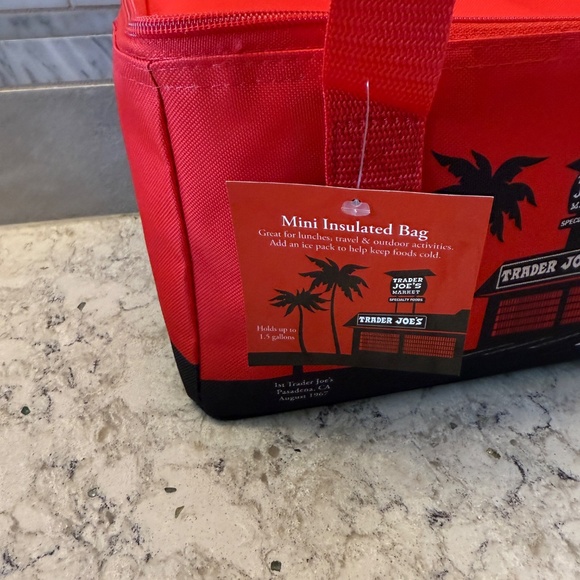 Mini Insulated Bag
Great for lunches, travel & outdoor activities.
Add an ice pack to help keep foods cold.
TRADER
JOE'S
MARKET
SPECIALTY FOODS
TRADER JOE'S
Holds up to
1.5 gallons
1st Trader Joe's
Pasadena, CA
August 1967
TRADER JOE